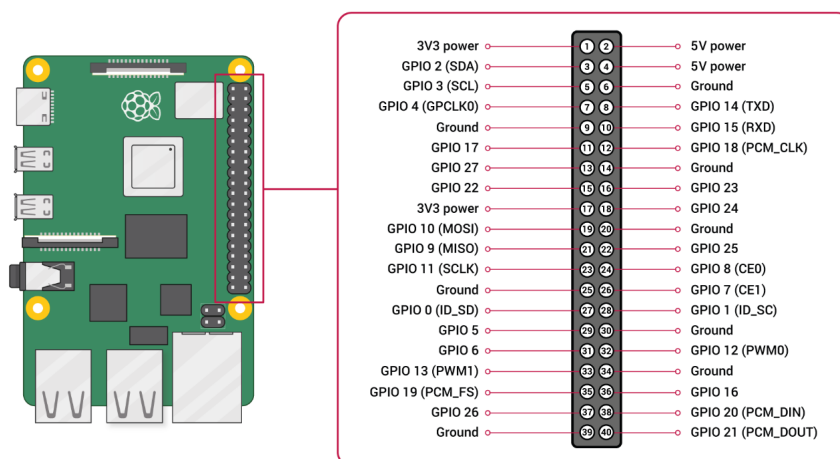 3V3 power 1 2 5V power
GPIO 2 (SDA) 3 4 5V power
GPIO 3 (SCL) 5 6 Ground
GPIO 4 (GPCLK0) 7 8 GPIO 14 (TXD)
Ground 9 10 GPIO 15 (RXD)
GPIO 17 11 12 GPIO 18 (PCM_CLK)
GPIO 27 13 14 Ground
GPIO 22 15 16 GPIO 23
3V3 power 17 18 GPIO 24
GPIO 10 (MOSI) 19 20 Ground
GPIO 9 (MISO) 21 22 GPIO 25
GPIO 11 (SCLK) 23 24 GPIO 8 (CE0)
Ground 25 26 GPIO 7 (CE1)
GPIO 0 (ID_SD) 27 28 GPIO 1 (ID_SC)
GPIO 5 29 30 Ground
GPIO 6 31 32 GPIO 12 (PWM0)
GPIO 13 (PWM1) 33 34 Ground
GPIO 19 (PCM_FS) 35 36 GPIO 16
GPIO 26 37 38 GPIO 20 (PCM_DIN)
Ground 39 40 GPIO 21 (PCM_DOUT)